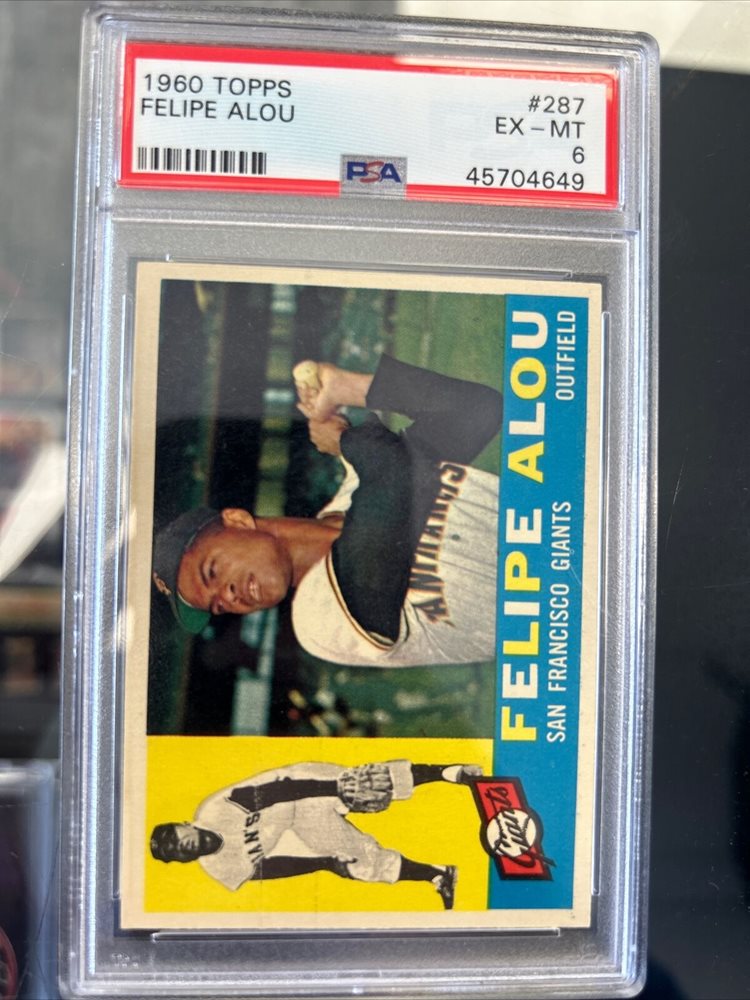 1960 TOPPS
FELIPE ALOU
#287
EX – MT
6
45704649
PSA
FELIPE ALOU
SAN FRANCISCO GIANTS
OUTFIELD
Giants